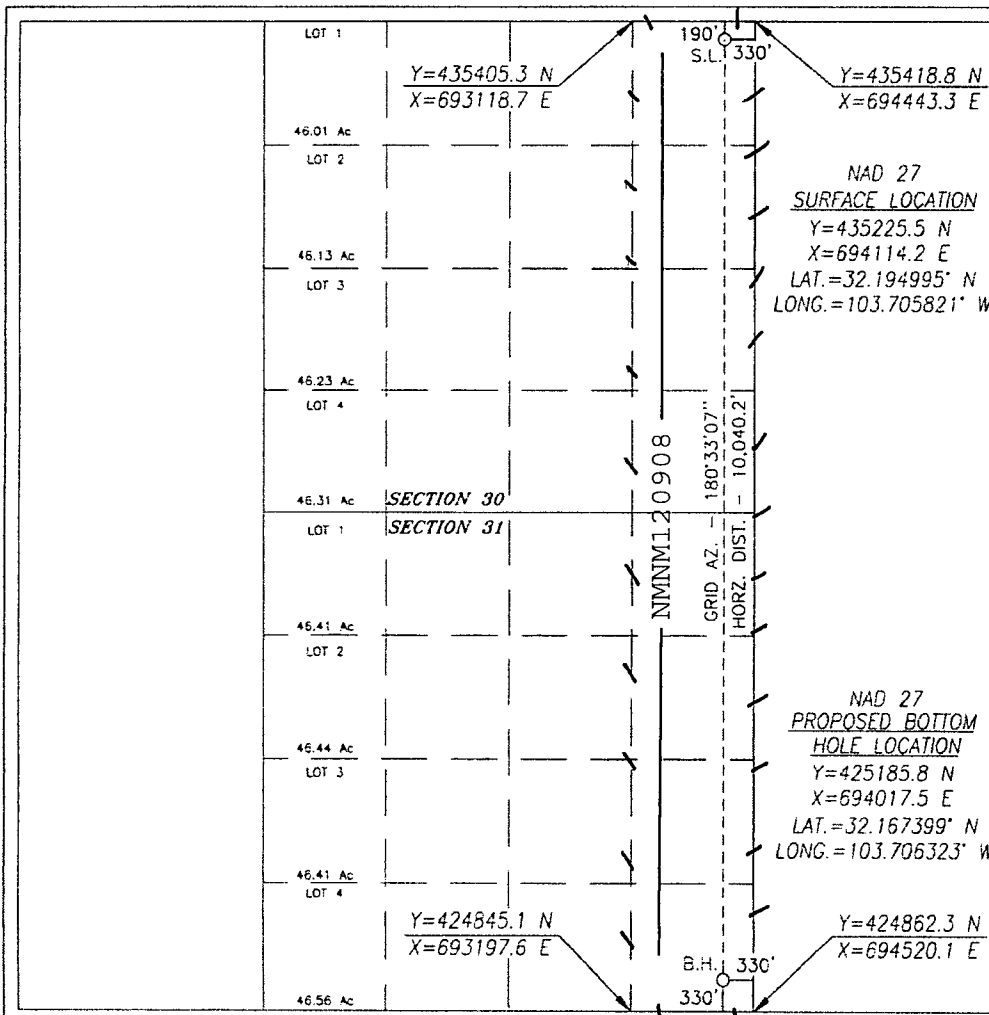 LOT 1
190'
S.L.
330'
Y=435405.3 N
X=693118.7 E
Y=435418.8 N
X=694443.3 E
46.01 Ac
LOT 2
NAD 27
SURFACE LOCATION
Y=435225.5 N
X=694114.2 E
LAT.=32.194995° N
LONG.=103.705821° W
46.13 Ac
LOT 3
46.23 Ac
LOT 4
NMNM120908
GRID AZ. - 180°33'07"
HORZ. DIST. - 10,040.2'
46.31 Ac
SECTION 30
LOT 1
SECTION 31
46.41 Ac
LOT 2
NAD 27
PROPOSED BOTTOM
HOLE LOCATION
Y=425185.8 N
X=694017.5 E
LAT.=32.167399° N
LONG.=103.706323° W
46.44 Ac
LOT 3
46.41 Ac
LOT 4
Y=424845.1 N
X=693197.6 E
Y=424862.3 N
X=694520.1 E
B.H.
330'
330'
46.56 Ac